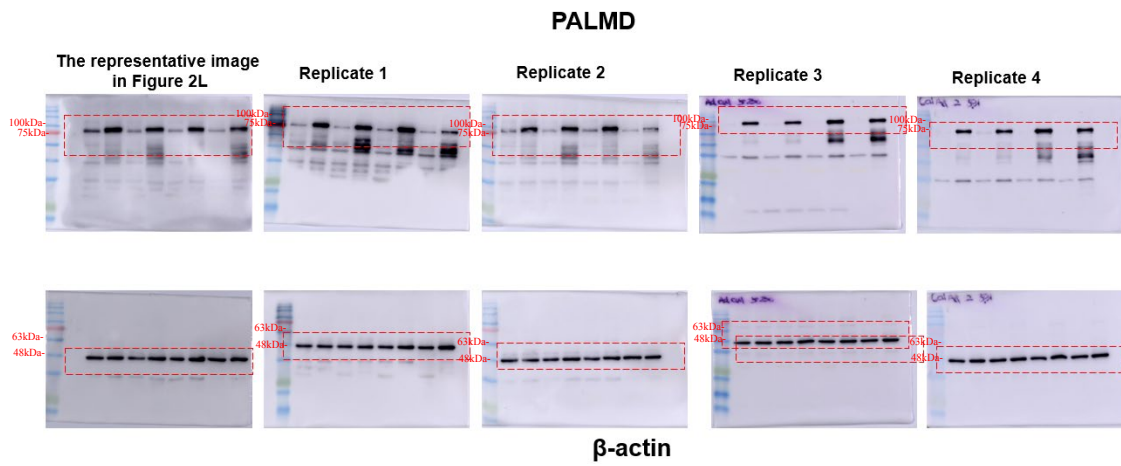 PALMD
The representative image
in Figure 2L
Replicate 1
Replicate 2
Replicate 3
Replicate 4
100kDa-
75kDa-
100kDa-
75kDa-
100kDa-
75kDa-
100kDa-
75kDa-
100kDa-
75kDa-
63kDa-
48kDa-
63kDa-
48kDa-
63kDa-
48kDa-
63kDa-
48kDa-
63kDa-
48kDa-
β-actin